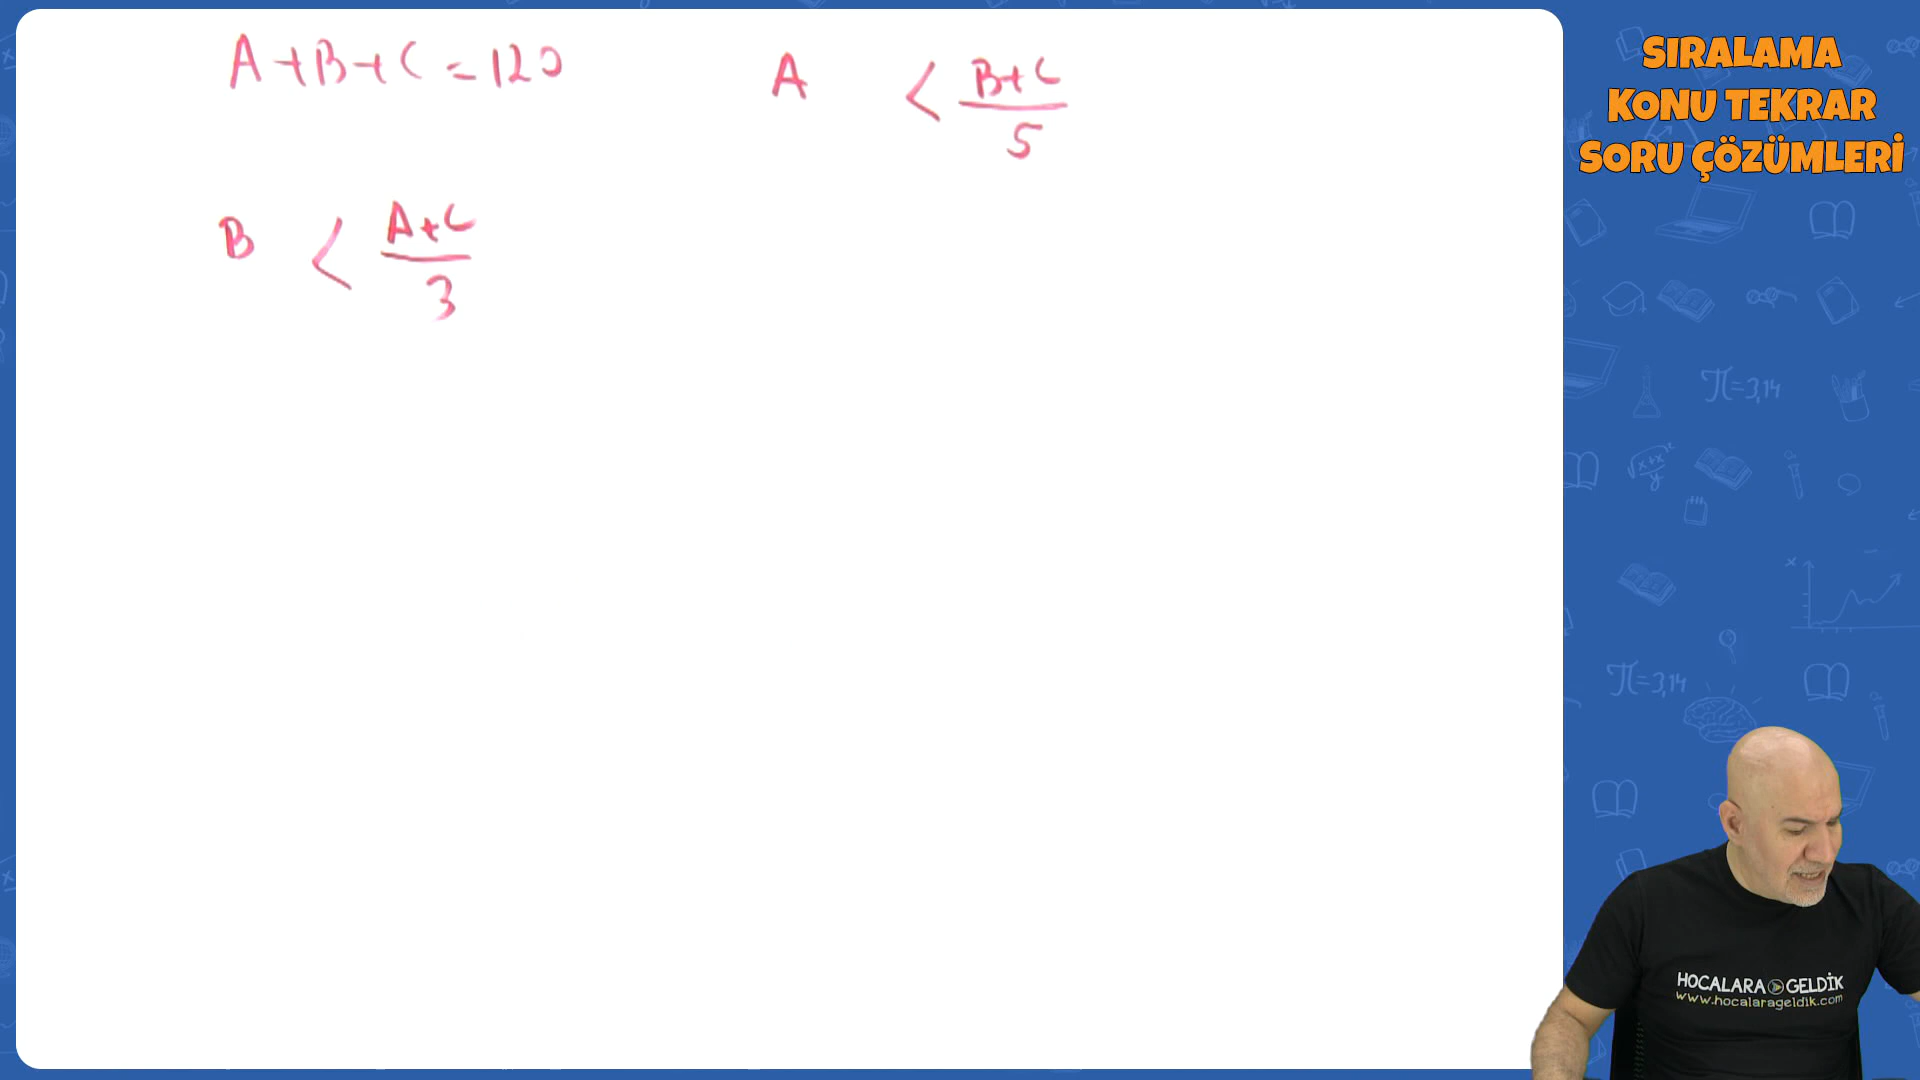 A+B+C=120
A < B+C/5
B < A+C/3
SIRALAMA
KONU TEKRAR
SORU ÇÖZÜMLERİ
π=3,14
π=3,14
HOCALARA GELDİK
www.hocalarageldik.com